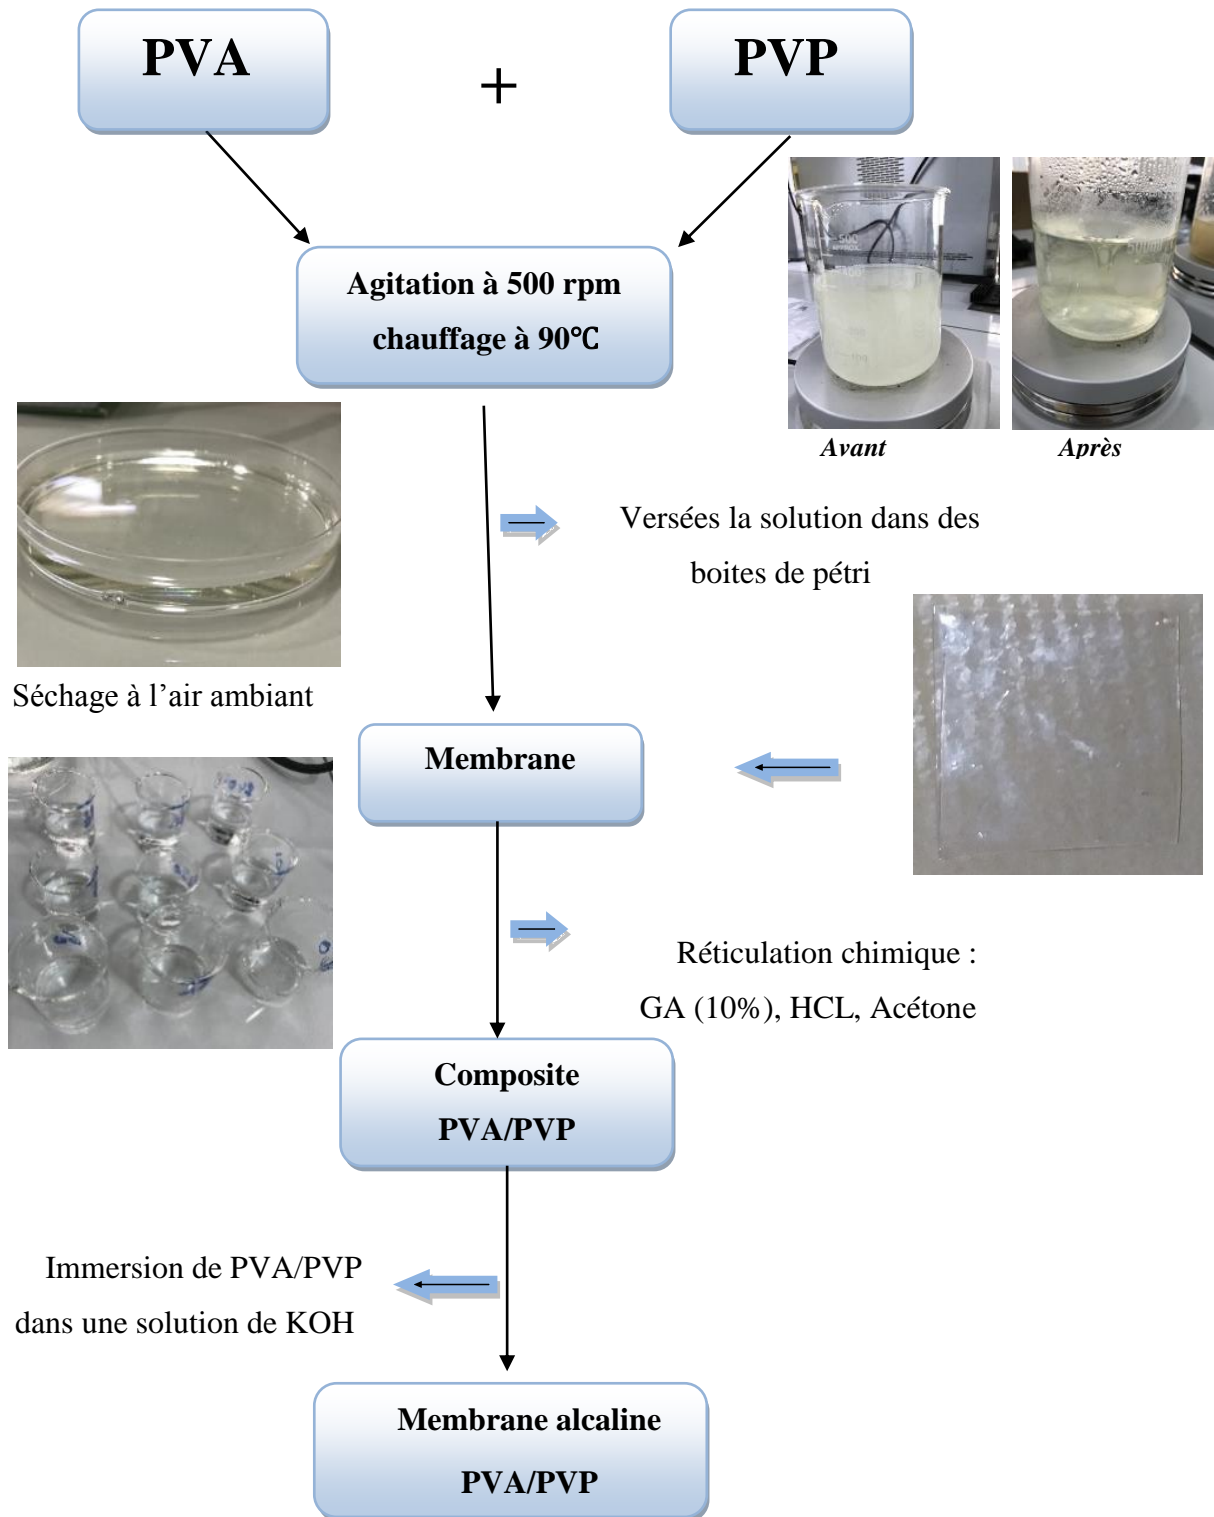 PVA
+
PVP
Agitation à 500 rpm
chauffage à 90℃
Avant
Après
Versées la solution dans des
boites de pétri
Séchage à l’air ambiant
Membrane
Réticulation chimique :
GA (10%), HCL, Acétone
Composite
PVA/PVP
Immersion de PVA/PVP
dans une solution de KOH
Membrane alcaline
PVA/PVP